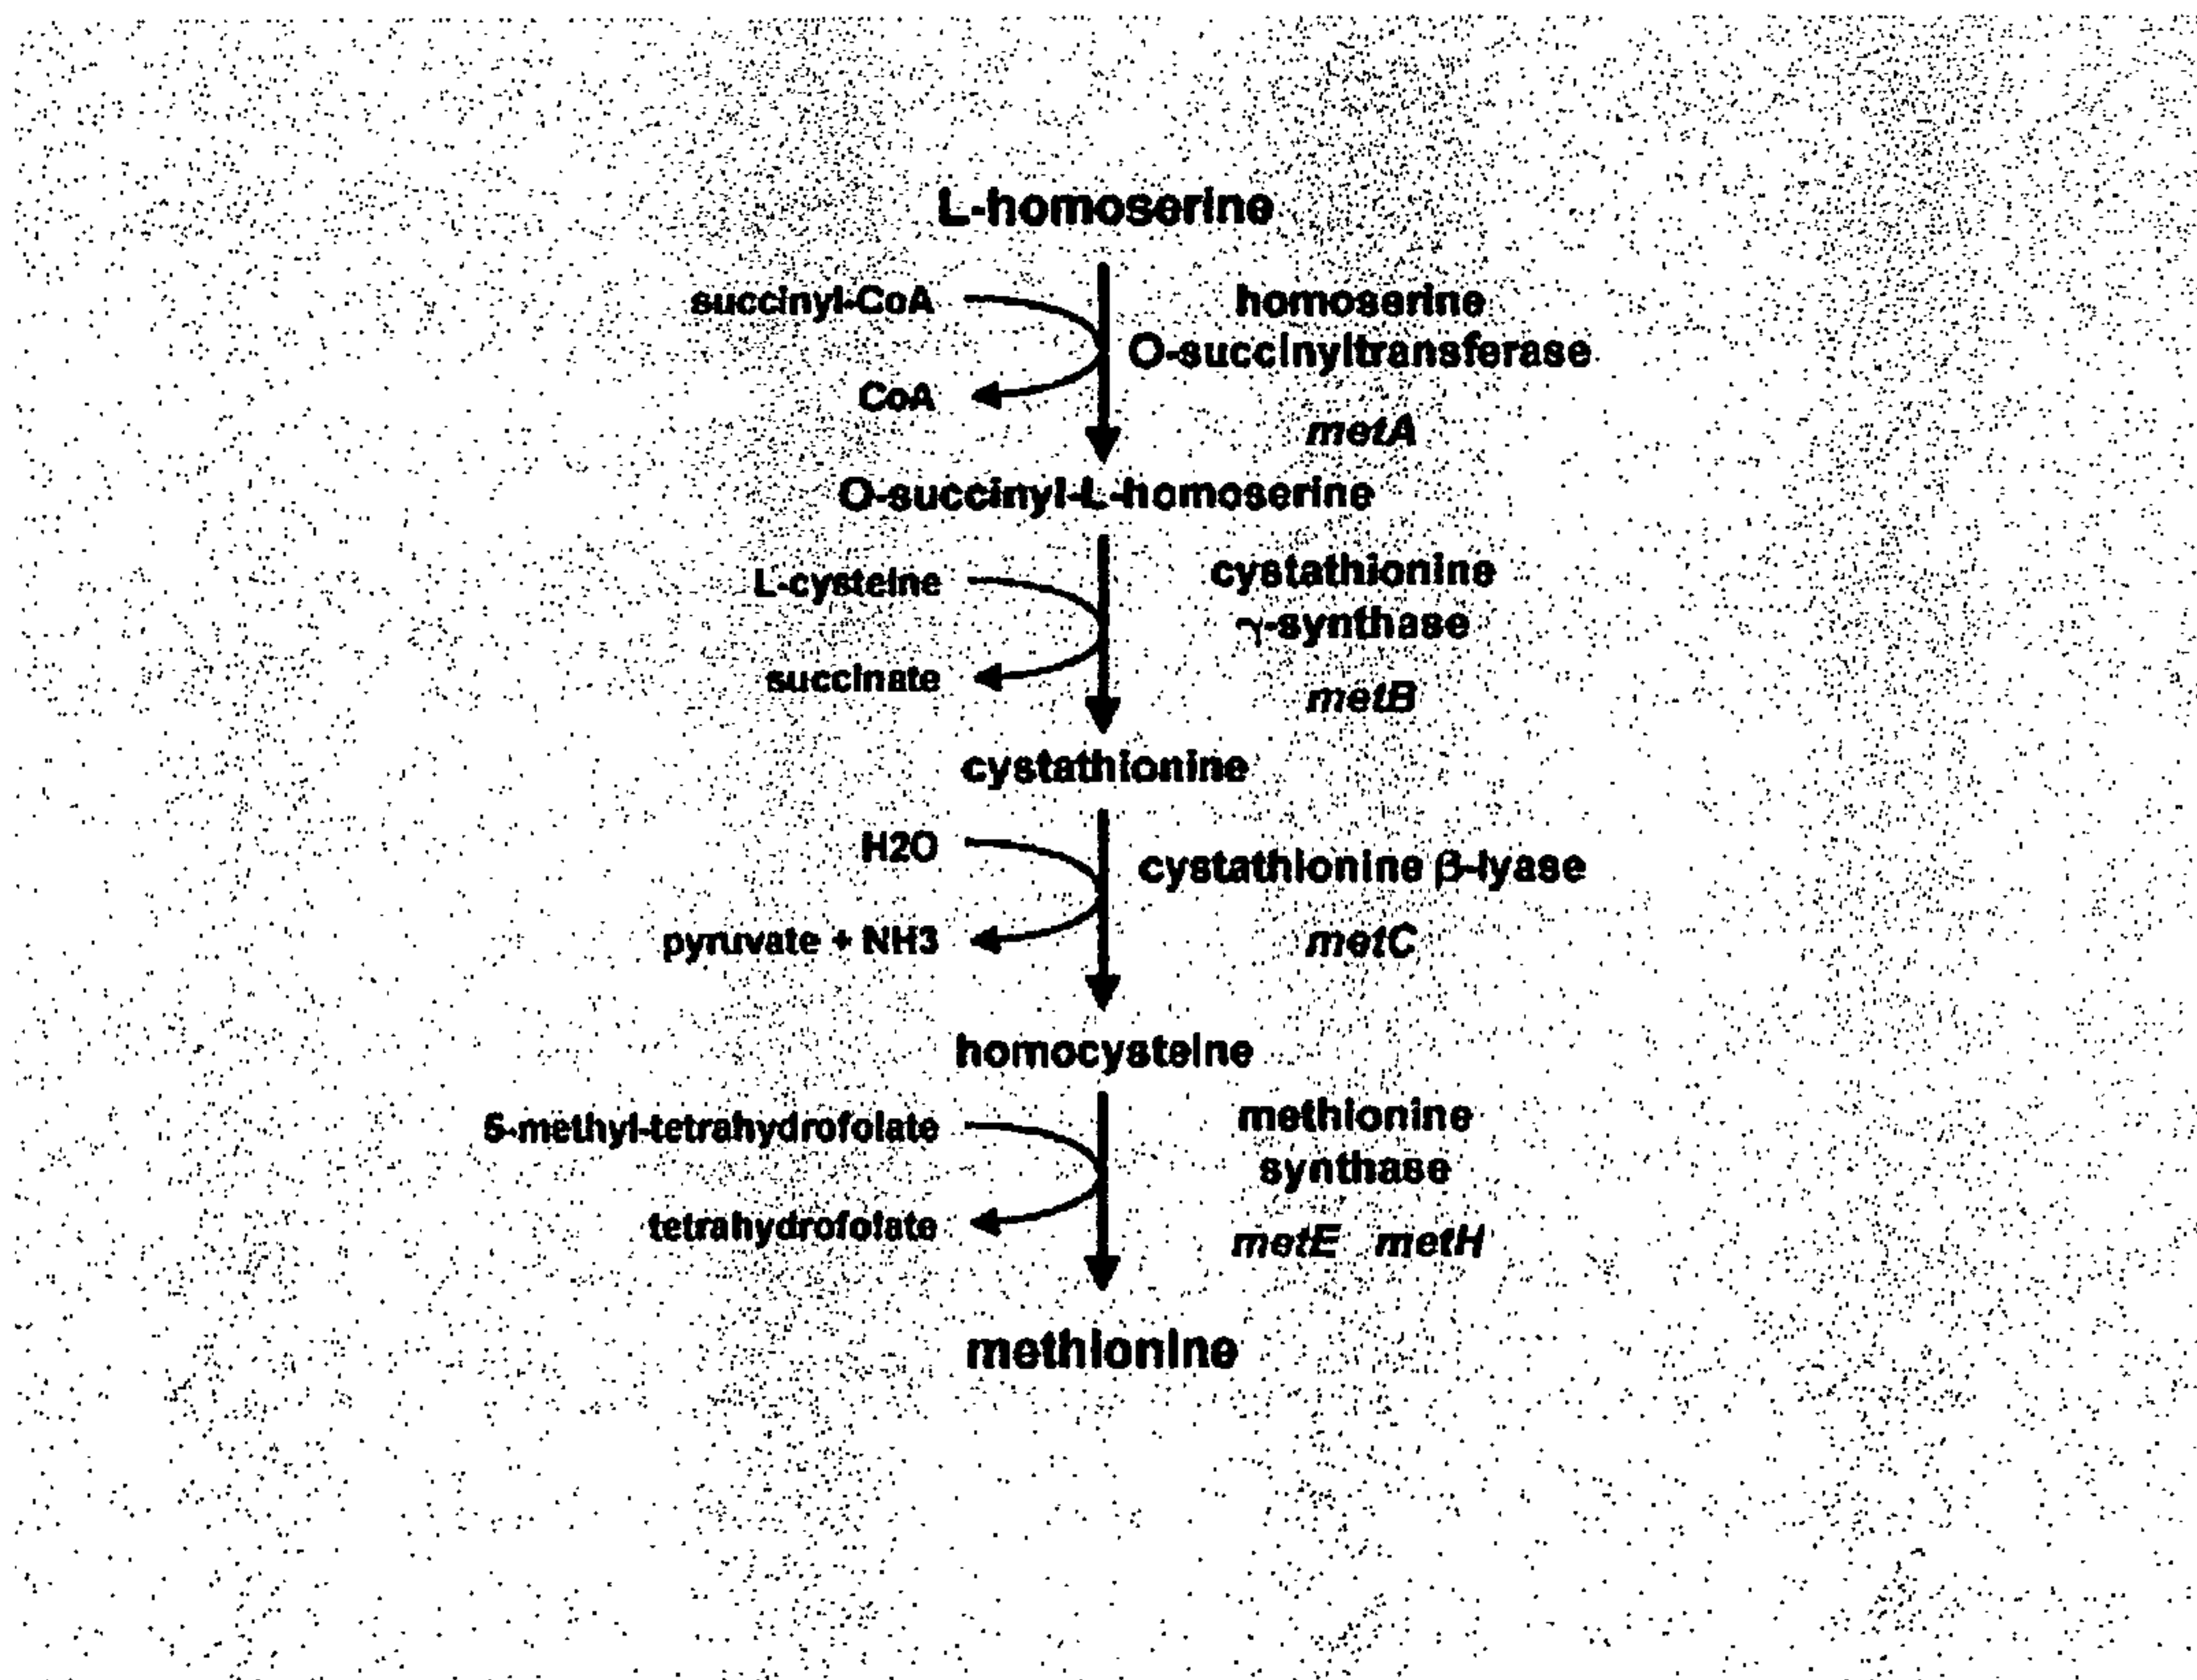 L-homoserine
succinyl-CoA
homoserine
O-succinyltransferase
CoA
metA
O-succinyl-L-homoserine
L-cysteine
cystathionine
γ-synthase
succinate
metB
cystathionine
H2O
cystathionine β-lyase
pyruvate + NH3
metC
homocysteine
5-methyl-tetrahydrofolate
methionine
synthase
tetrahydrofolate
metE metH
methionine